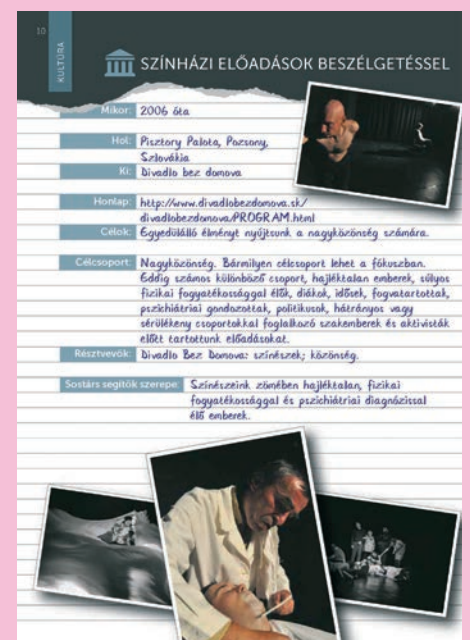 10
KULTÚRA
SZÍNHÁZI ELŐADÁSOK BESZÉLGETÉSSEL
Mikor: 2006 óta
Hol: Pisztory Palota, Pozsony,
Szlovákia
Ki: Divadlo bez domova
Honlap: http://www.divadlobezdomova.sk/
divadlobezdomova/PROGRAM.html
Célok: Egyedülálló élményt nyújtsunk a nagyközönség számára.
Célcsoport: Nagyközönség. Bármilyen célcsoport lehet a fókuszban.
Eddig számos különböző csoport, hajléktalan emberek, súlyos
fizikai fogyatékossággal élők, diákok, idősek, fogvatartottak,
pszichiátriai gondozottak, politikusok, hátrányos vagy
sérülékeny csoportokkal foglalkozó szakemberek és aktivisták
előtt tartottunk előadásokat.
Résztvevők: Divadlo Bez Domova: színészek; közönség.
Sostárs segítők szerepe: Színészeink zömében hajléktalan, fizikai
fogyatékossággal és pszichiátriai diagnózissal
élő emberek.